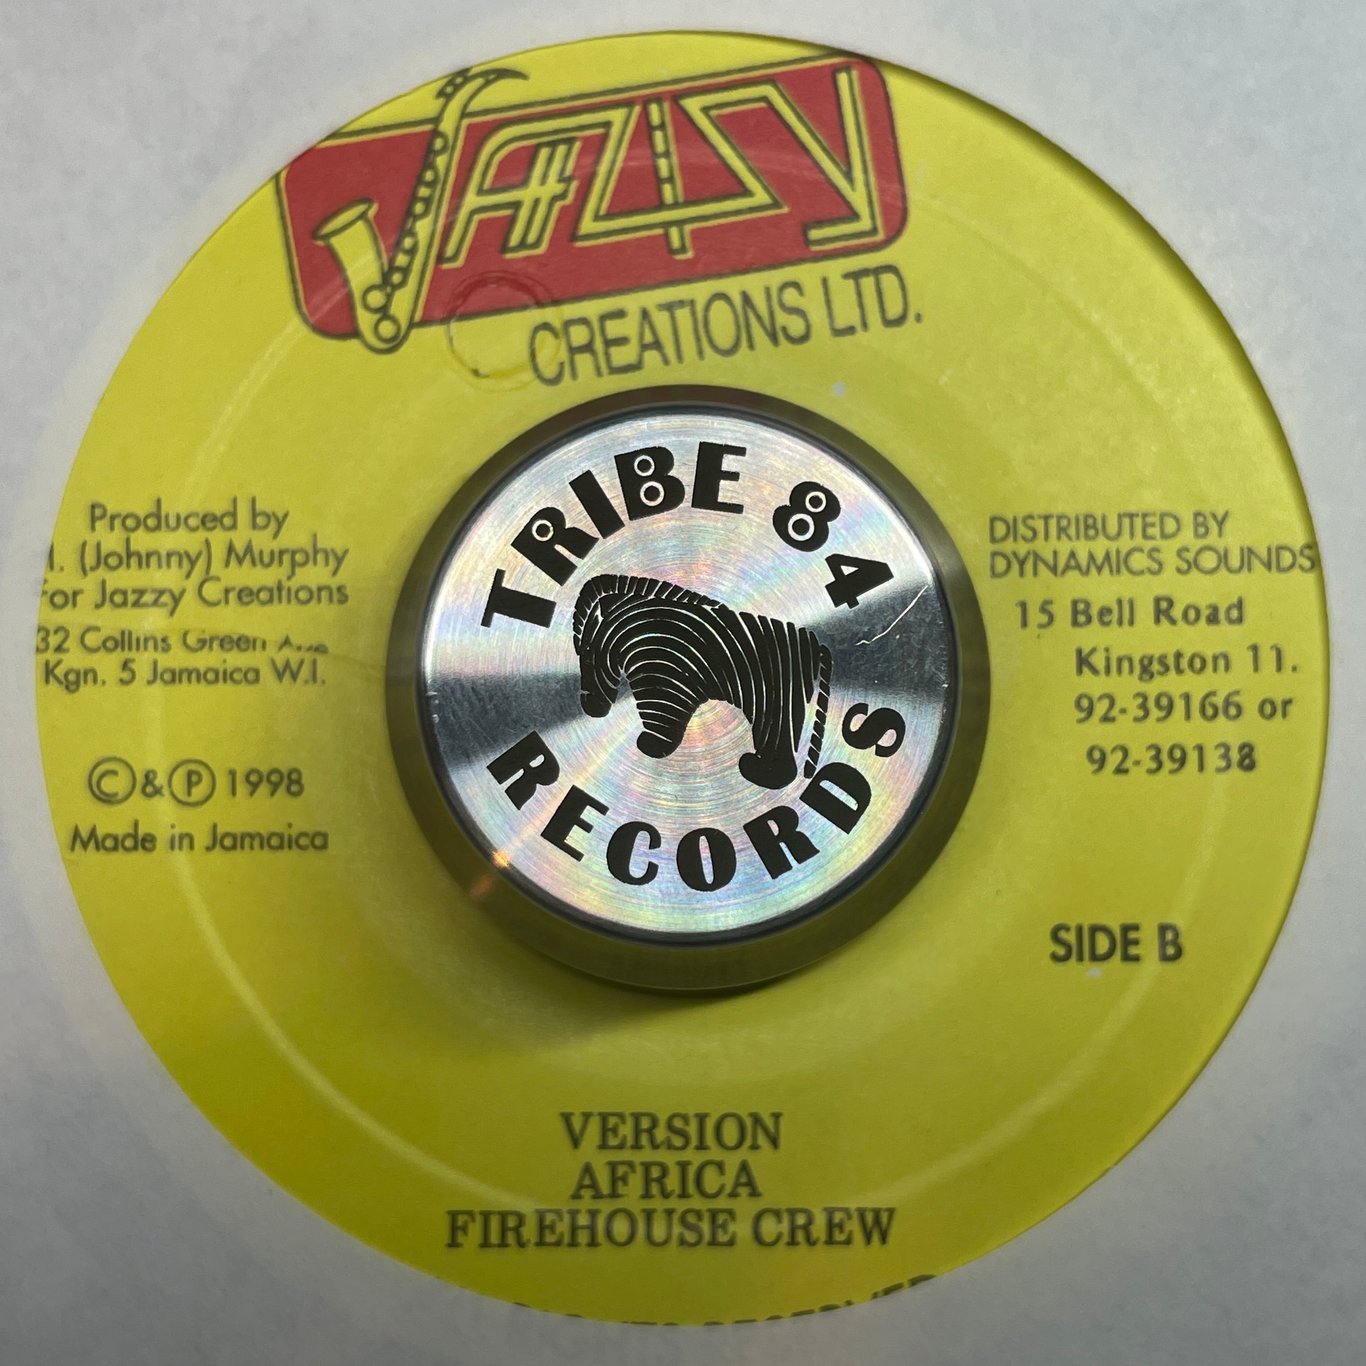 JAZZY
CREATIONS LTD.
Produced by
(Johnny) Murphy
for Jazzy Creations
32 Collins Green Ave
Kgn. 5 Jamaica W.I.
© & ℗ 1998
Made in Jamaica
TRIBE 84
RECORDS
DISTRIBUTED BY
DYNAMICS SOUNDS
15 Bell Road
Kingston 11.
92-39166 or
92-39138
SIDE B
VERSION
AFRICA
FIREHOUSE CREW